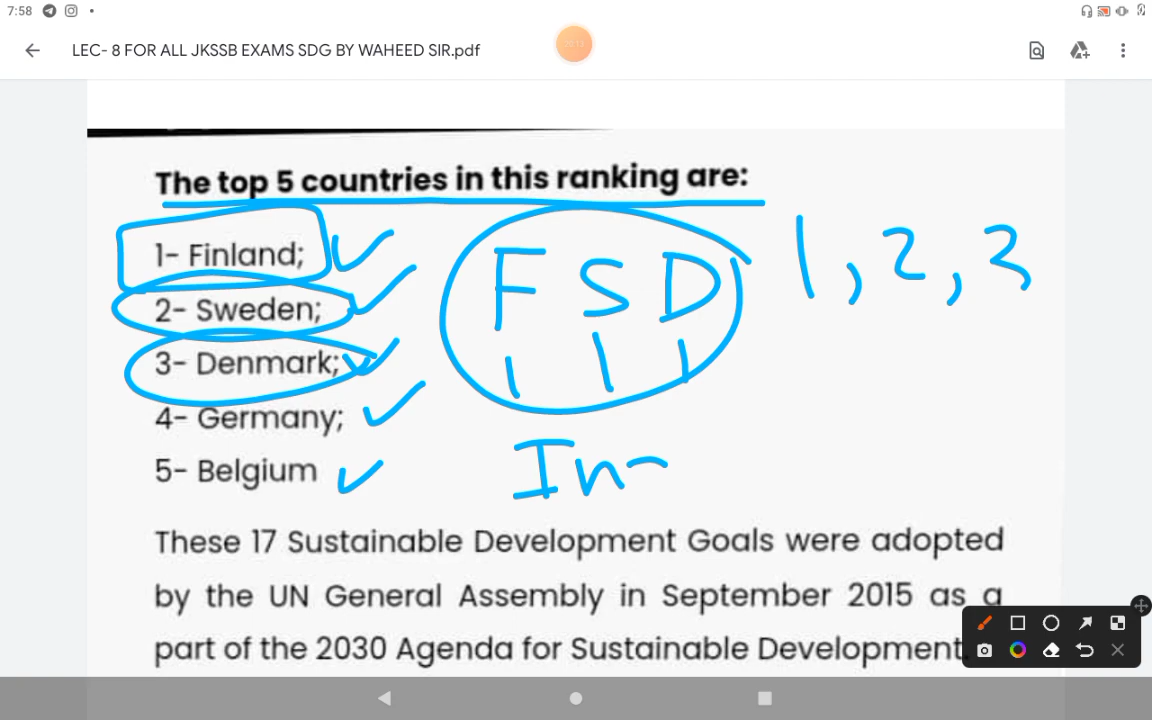 7:58
LEC- 8 FOR ALL JKSSB EXAMS SDG BY WAHEED SIR.pdf
The top 5 countries in this ranking are:
1- Finland;
2- Sweden;
3- Denmark;
4- Germany;
5- Belgium
F S D
1, 2, 3,
In
These 17 Sustainable Development Goals were adopted
by the UN General Assembly in September 2015 as a
part of the 2030 Agenda for Sustainable Development.